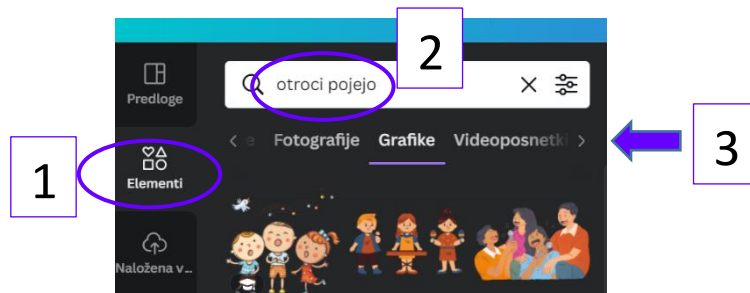 2
otroci pojejo
Predloge
Fotografije Grafike Videoposnetki
3
1
Elementi
Naložena v...